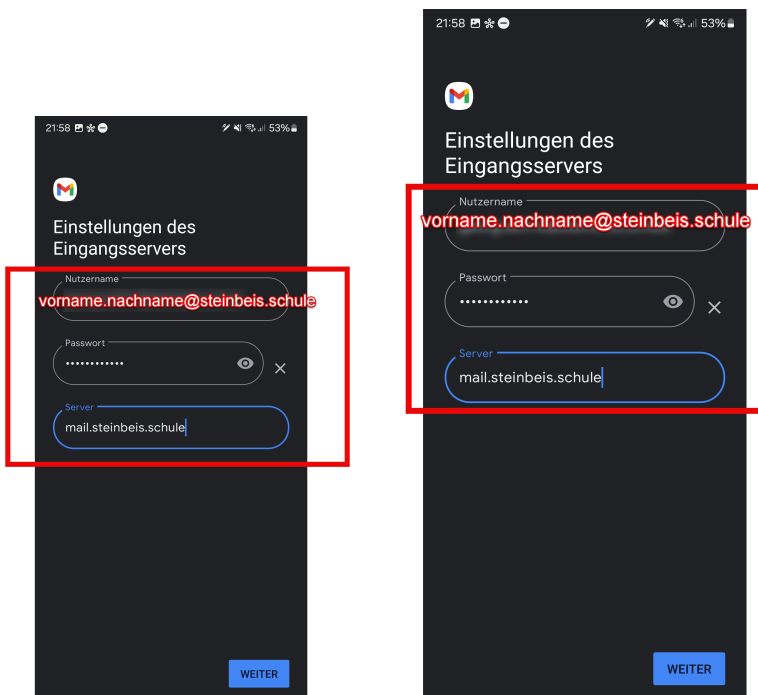 21:58
53%
Einstellungen des
Eingangsservers
Nutzername
vorname.nachname@steinbeis.schule
Passwort
••••••••••••
Server
mail.steinbeis.schule
WEITER
21:58
53%
Einstellungen des
Eingangsservers
Nutzername
vorname.nachname@steinbeis.schule
Passwort
••••••••••••
Server
mail.steinbeis.schule
WEITER